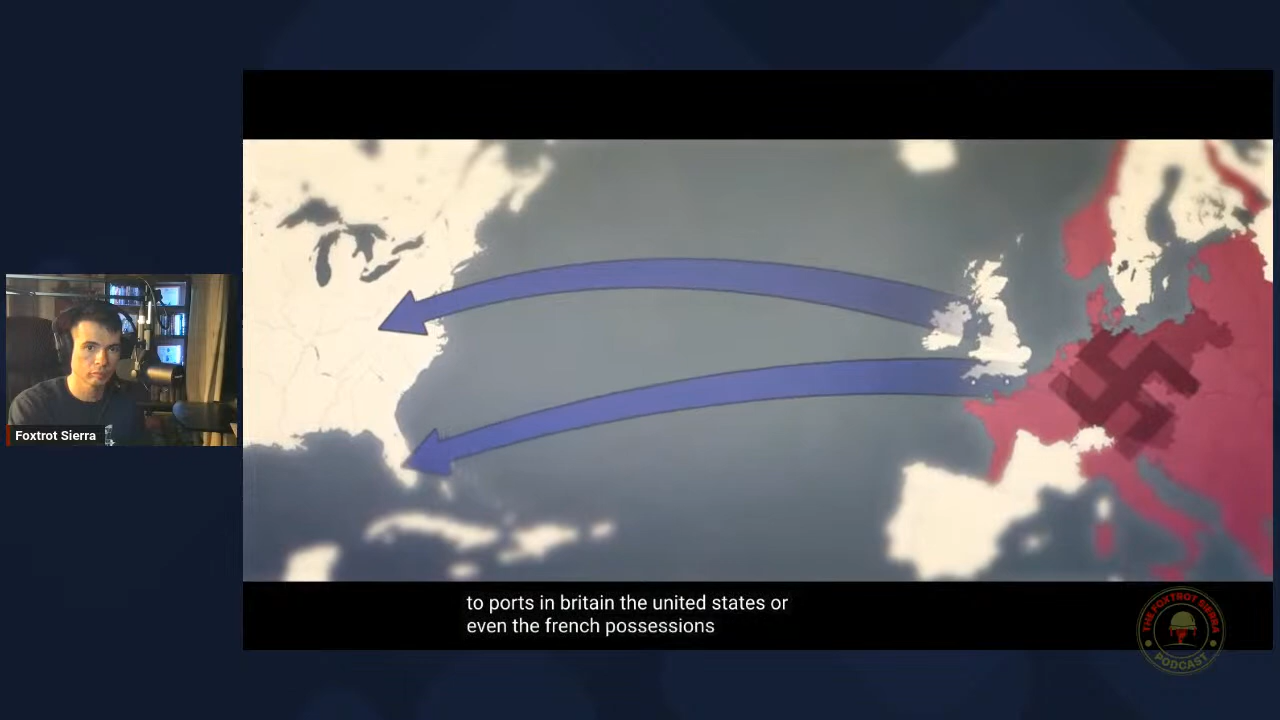 Foxtrot Sierra
to ports in britain the united states or
even the french possessions
THE FOXTROT SIERRA
PODCAST